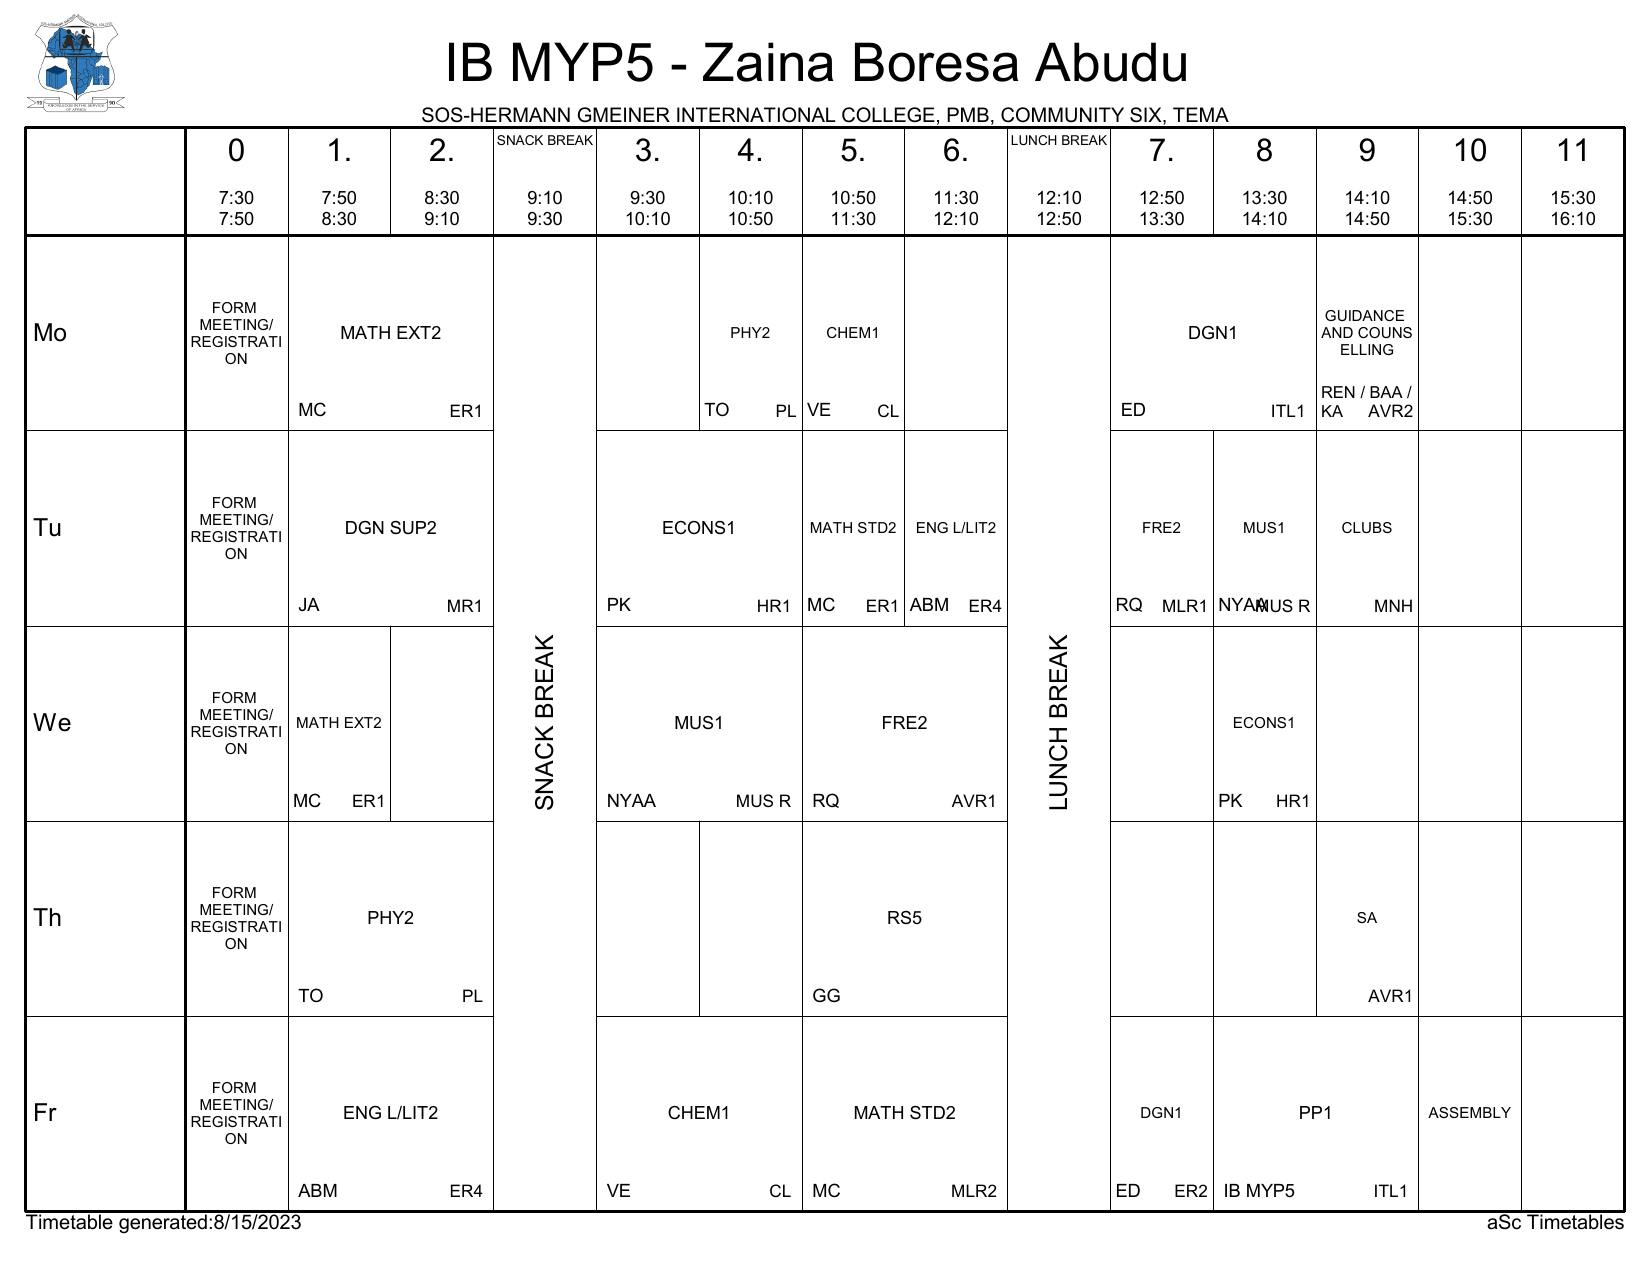 IB MYP5 - Zaina Boresa Abudu
SOS-HERMANN GMEINER INTERNATIONAL COLLEGE, PMB, COMMUNITY SIX, TEMA
0 1. 2. SNACK BREAK 3. 4. 5. 6. LUNCH BREAK 7. 8 9 10 11
7:30 7:50 8:30 9:10 9:30 10:10 10:50 11:30 12:10 12:50 13:30 14:10 14:50 15:30
7:50 8:30 9:10 9:30 10:10 10:50 11:30 12:10 12:50 13:30 14:10 14:50 15:30 16:10
Mo
FORM
MEETING/
REGISTRATI
ON
MATH EXT2
MC ER1
PHY2
TO PL
CHEM1
VE CL
DGN1
ED ITL1
GUIDANCE
AND COUNS
ELLING
REN / BAA /
KA AVR2
Tu
FORM
MEETING/
REGISTRATI
ON
DGN SUP2
JA MR1
ECONS1
PK HR1
MATH STD2
MC ER1
ENG L/LIT2
ABM ER4
FRE2
RQ MLR1
MUS1
NYAA MUS R
CLUBS
MNH
We
FORM
MEETING/
REGISTRATI
ON
MATH EXT2
MC ER1
SNACK BREAK
MUS1
NYAA MUS R
FRE2
RQ AVR1
LUNCH BREAK
ECONS1
PK HR1
Th
FORM
MEETING/
REGISTRATI
ON
PHY2
TO PL
RS5
GG
SA
AVR1
Fr
FORM
MEETING/
REGISTRATI
ON
ENG L/LIT2
ABM ER4
CHEM1
VE CL
MATH STD2
MC MLR2
DGN1
ED ER2
PP1
IB MYP5 ITL1
ASSEMBLY
Timetable generated:8/15/2023
aSc Timetables